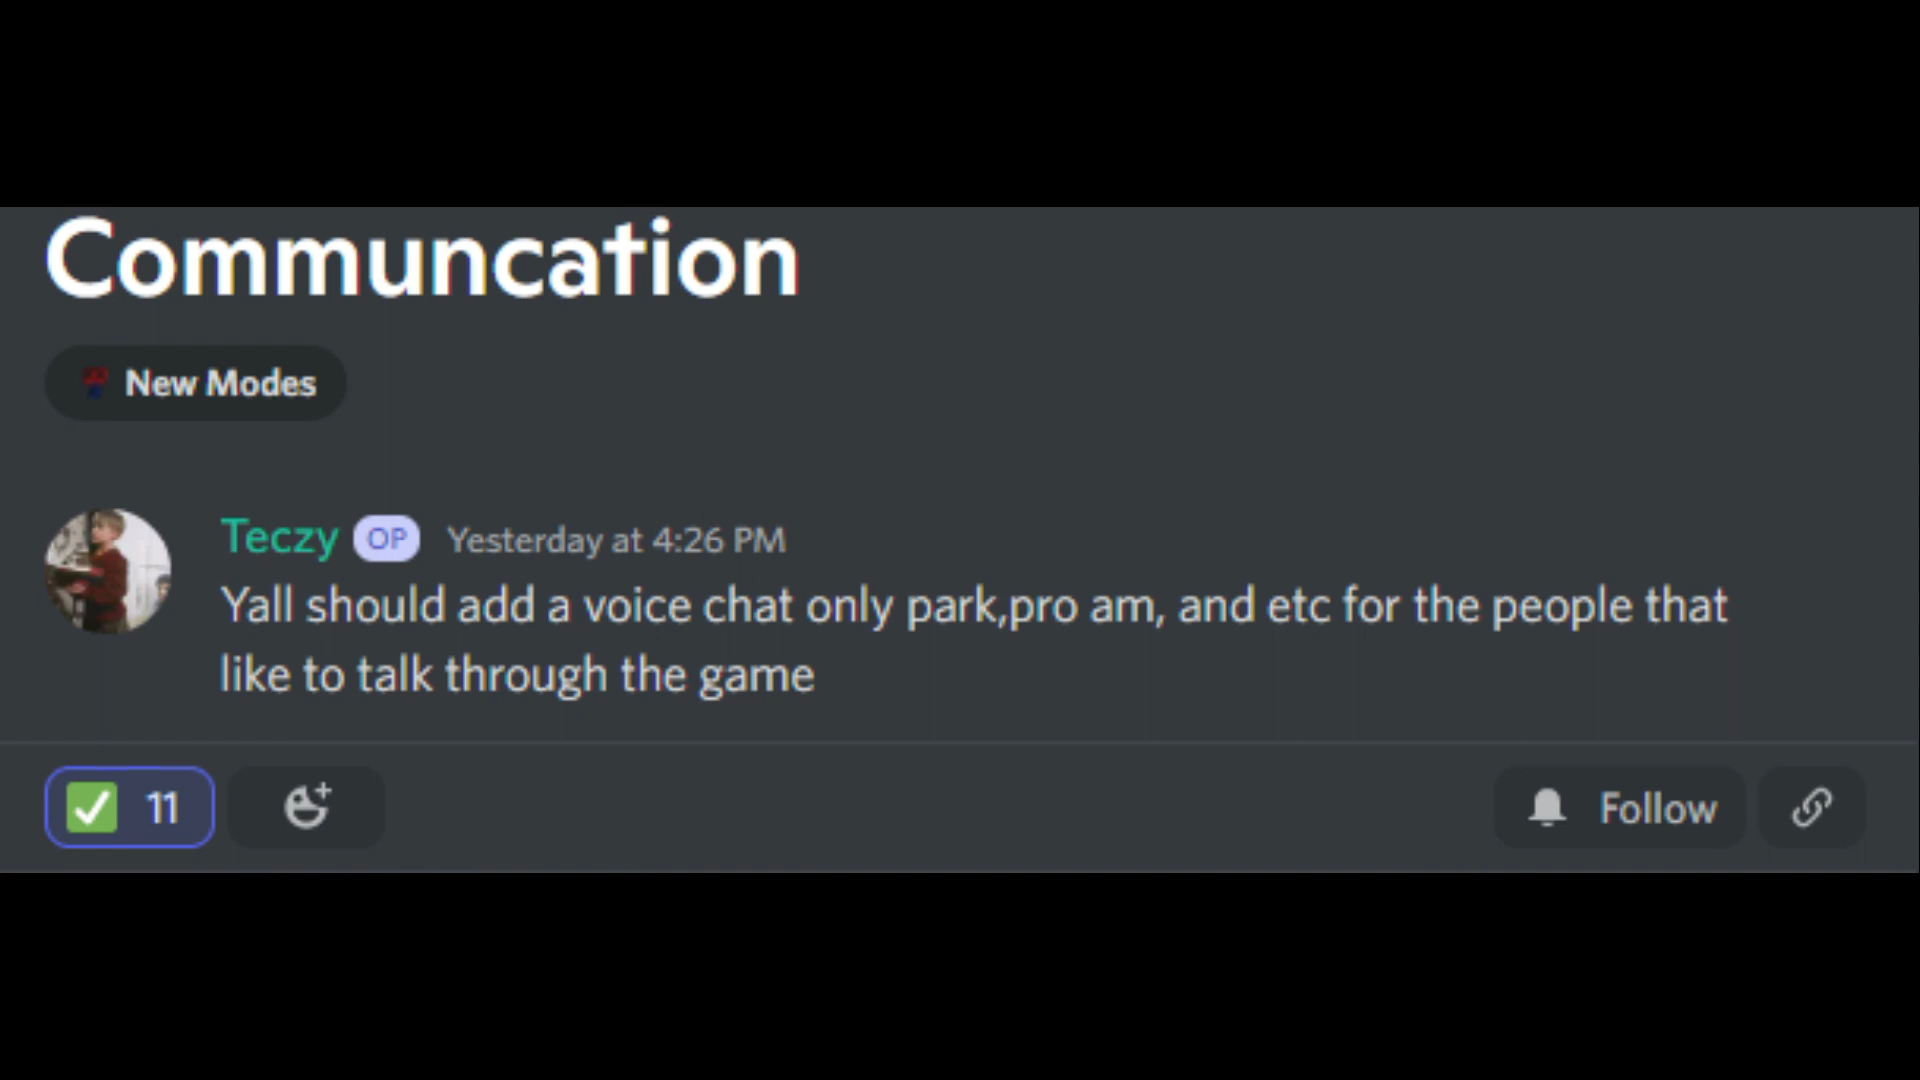 Communcation
New Modes
Teczy OP Yesterday at 4:26 PM
Yall should add a voice chat only park,pro am, and etc for the people that
like to talk through the game
11
Follow